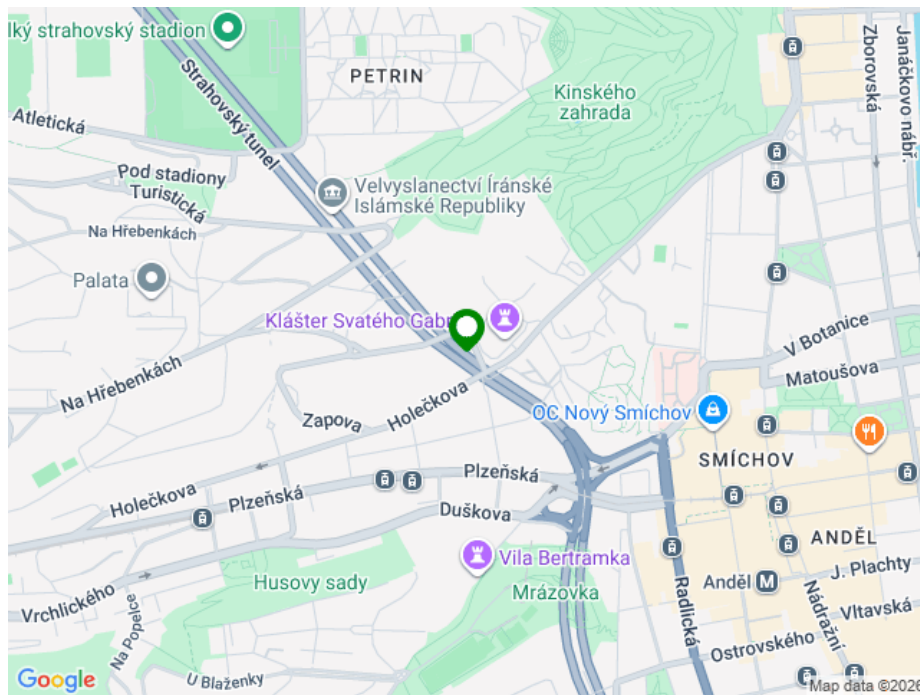 lký strahovský stadion
Strahovský tunel
PETRIN
Kinského
zahrada
Zborovská
Janáčkovo nábř.
Atletická
Pod stadiony
Turistická
Velvyslanectví Íránské
Islámské Republiky
Na Hřebenkách
Palata
Klášter Svatého Gabr
V Botanice
Matoušova
Na Hřebenkách
Holečkova
Zapova
OC Nový Smíchov
SMÍCHOV
Plzeňská
Holečkova
Plzeňská
Duškova
ANDĚL
Vila Bertramka
Mrázovka
Husovy sady
Anděl M
J. Plachty
Radlická
Nádražní
Vltavská
Vrchlického
Na Popelce
Ostrovského
U Blaženky
Google
Map data ©2026